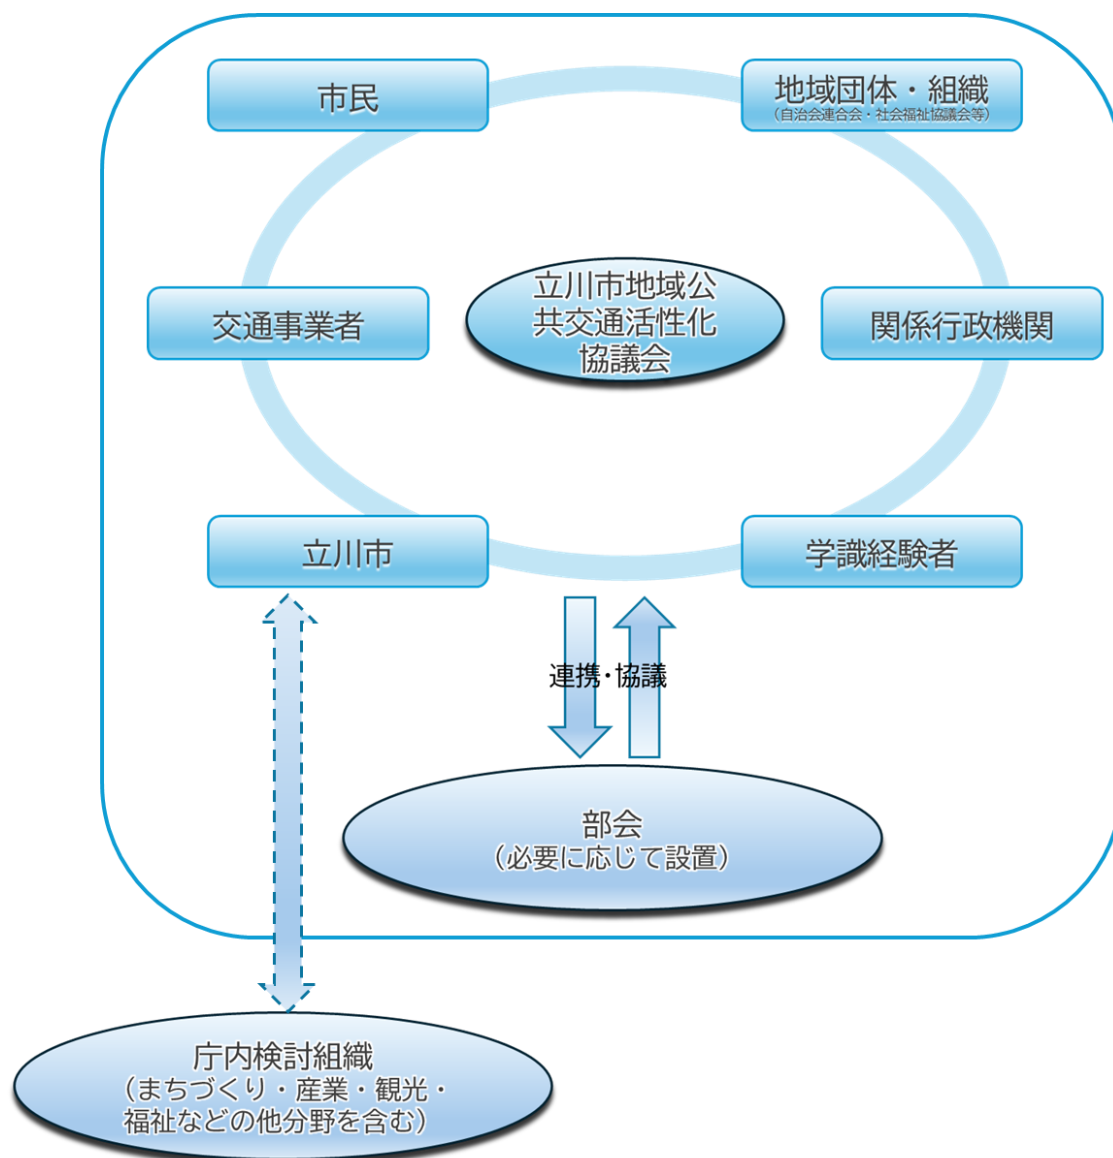 市民
地域団体・組織
（自治会連合会・社会福祉協議会等）
立川市地域公
共交通活性化
協議会
交通事業者
関係行政機関
立川市
学識経験者
連携・協議
部会
（必要に応じて設置）
庁内検討組織
（まちづくり・産業・観光・
福祉などの他分野を含む）